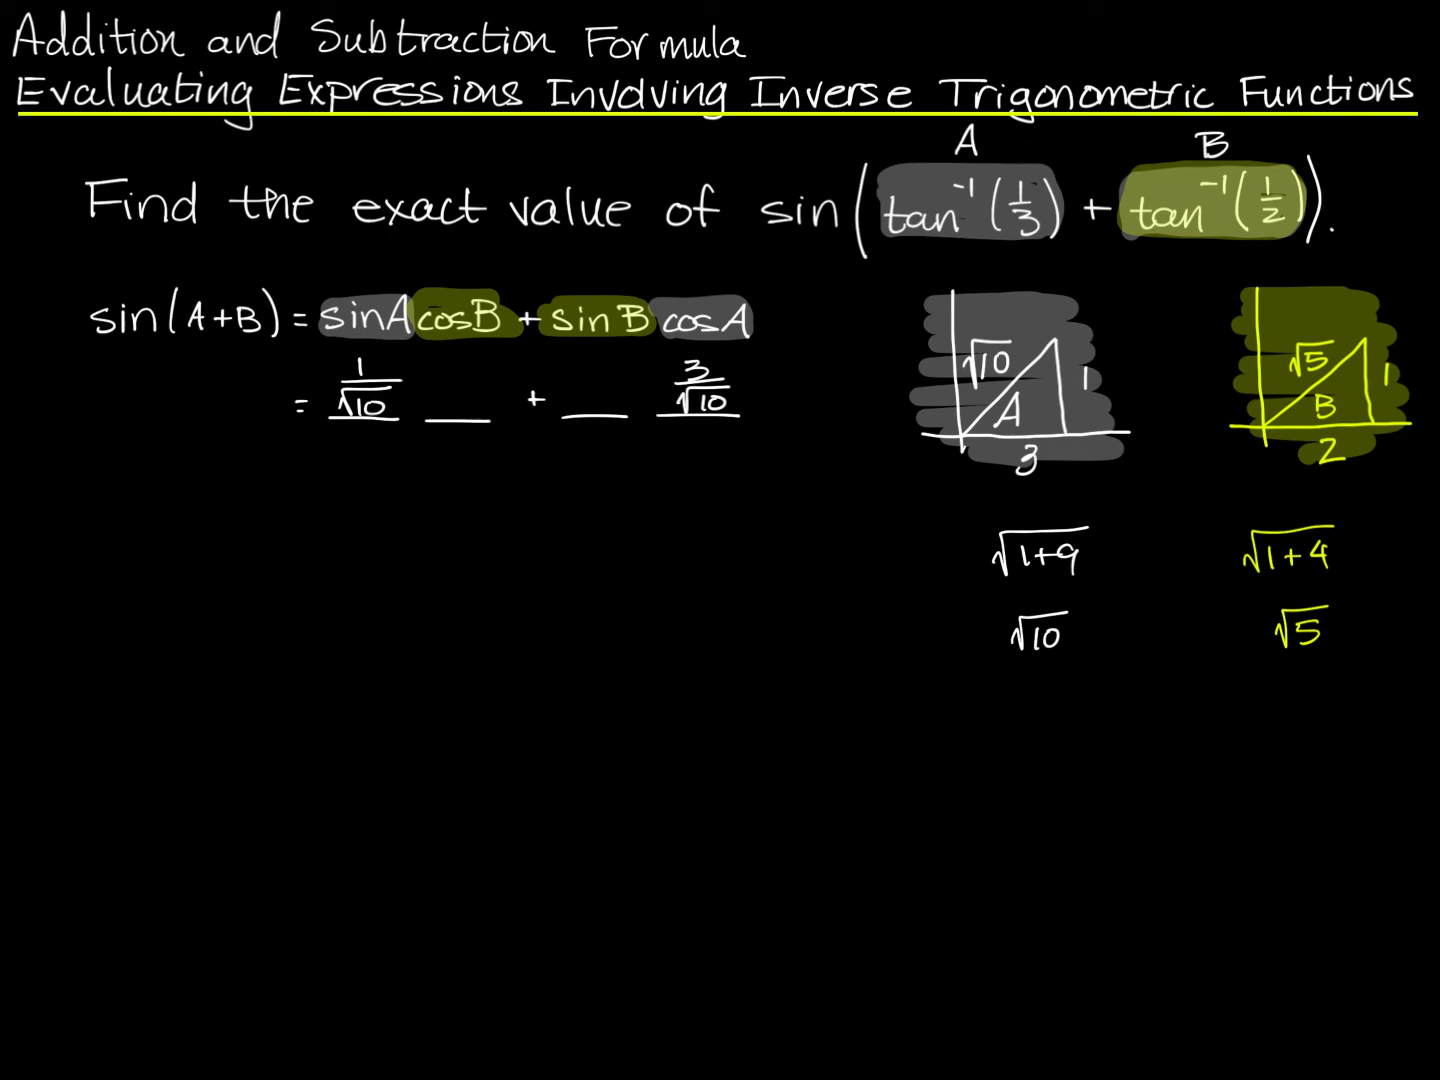 Addition and Subtraction Formula
Evaluating Expressions Involving Inverse Trigonometric Functions
A B
Find the exact value of sin(tan⁻¹(1/3) + tan⁻¹(1/2)).
sin(A+B) = sinA cosB + sinB cosA
= 1/√10 ___ + ___ 3/√10
√10 1
A
3
√5 1
B
2
√1+9 √1+4
√10 √5